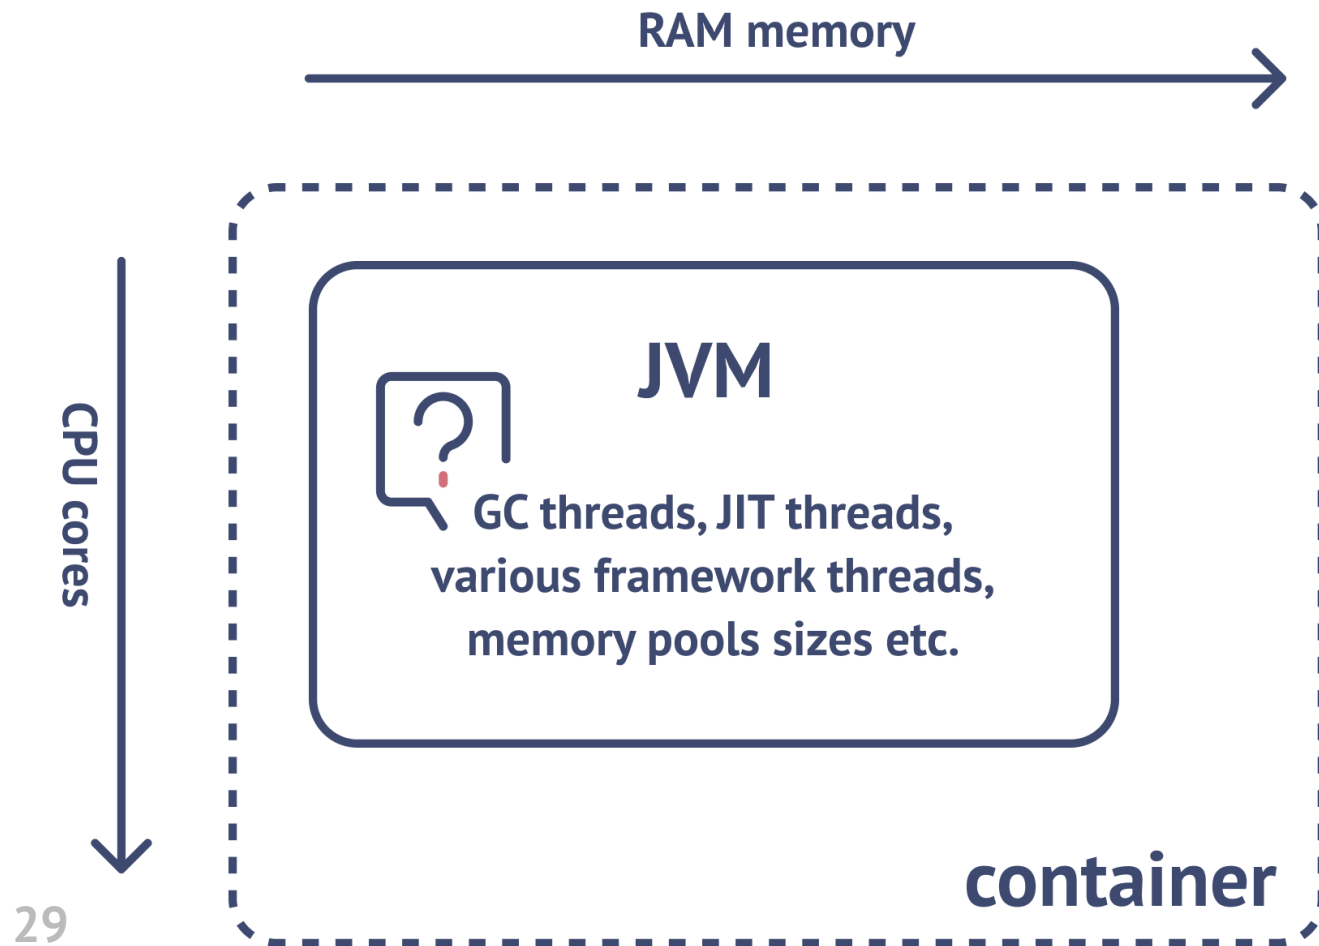 RAM memory
CPU cores
JVM
?
GC threads, JIT threads,
various framework threads,
memory pools sizes etc.
container
29